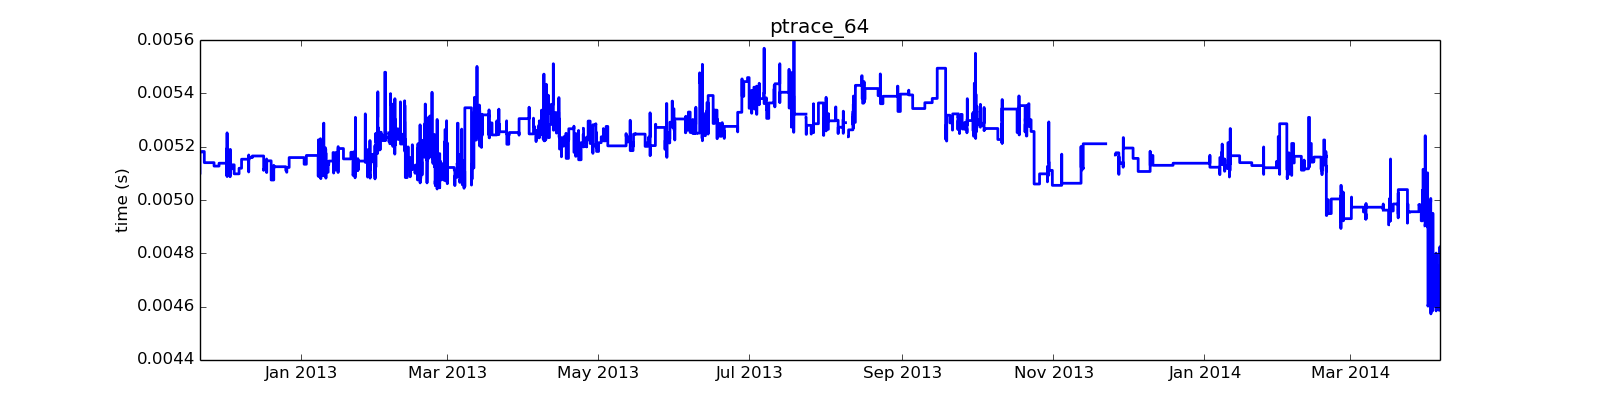 ptrace_64
0.0056
0.0054
0.0052
0.0050
0.0048
0.0046
0.0044
time (s)
Jan 2013
Mar 2013
May 2013
Jul 2013
Sep 2013
Nov 2013
Jan 2014
Mar 2014